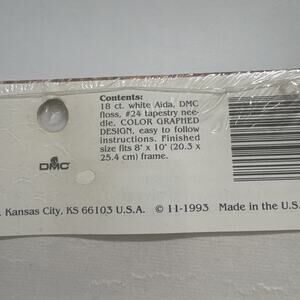 Contents:
18 ct. white Aida, DMC
floss, #24 tapestry nee-
dle, COLOR GRAPHED
DESIGN, easy to follow
instructions. Finished
size fits 8" x 10" (20.3 x
25.4 cm) frame.
DMC
. Kansas City, KS 66103 U.S.A. © 11-1993 Made in the U.S.